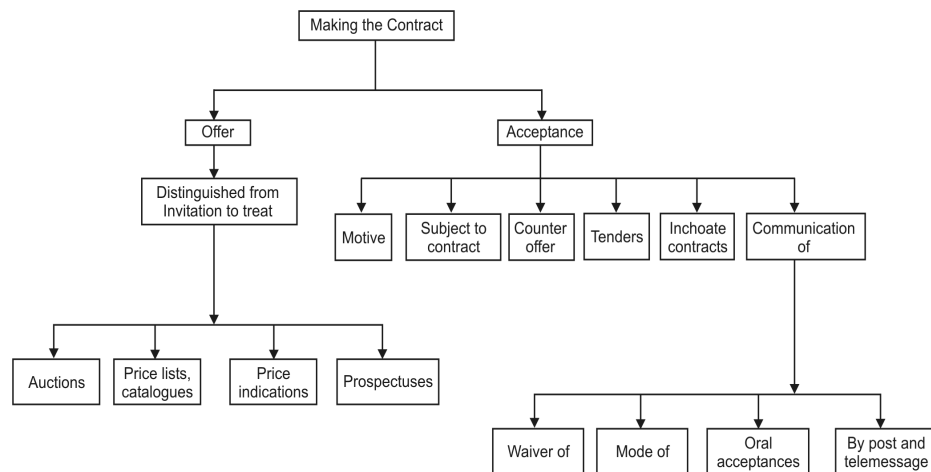 Making the Contract
Offer
Acceptance
Distinguished from
Invitation to treat
Motive
Subject to
contract
Counter
offer
Tenders
Inchoate
contracts
Communication
of
Auctions
Price lists,
catalogues
Price
indications
Prospectuses
Waiver of
Mode of
Oral
acceptances
By post and
telemessage